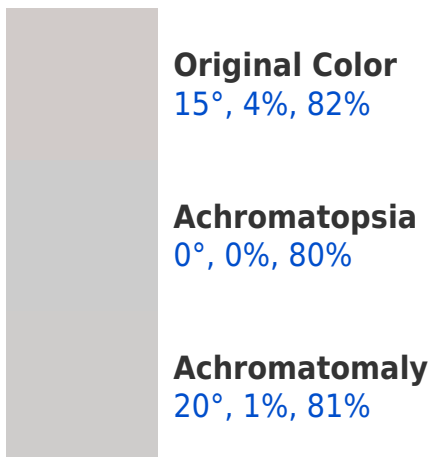 Original Color
15°, 4%, 82%
Achromatopsia
0°, 0%, 80%
Achromatomaly
20°, 1%, 81%